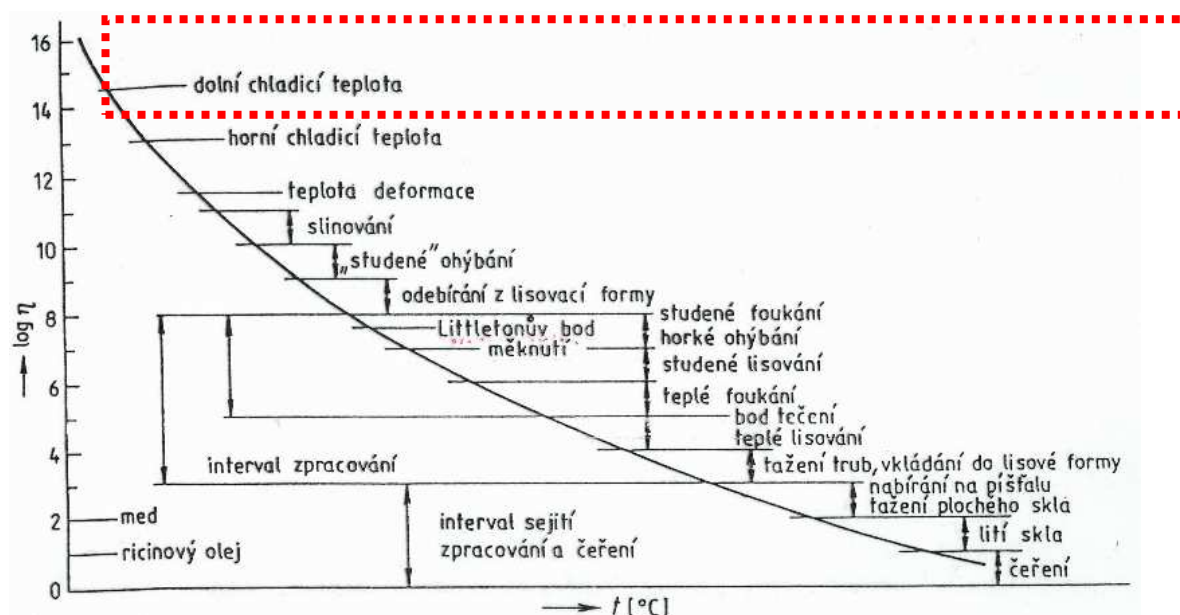 16
dolní chladicí teplota
14
horní chladicí teplota
12
teplota deformace
slinování
10
„studené" ohýbání
odebírání z lisovací formy
8
studené foukání
Littletonův bod
horké ohýbání
měknutí
studené lisování
6
teplé foukání
bod tečení
teplé lisování
4
interval zpracování
tažení trub, vkládání do lisové formy
nabírání na píšťalu
tažení plochého skla
2
med
interval sejití
lití skla
ricinový olej
zpracování a čeření
čeření
0
log η
t [°C]